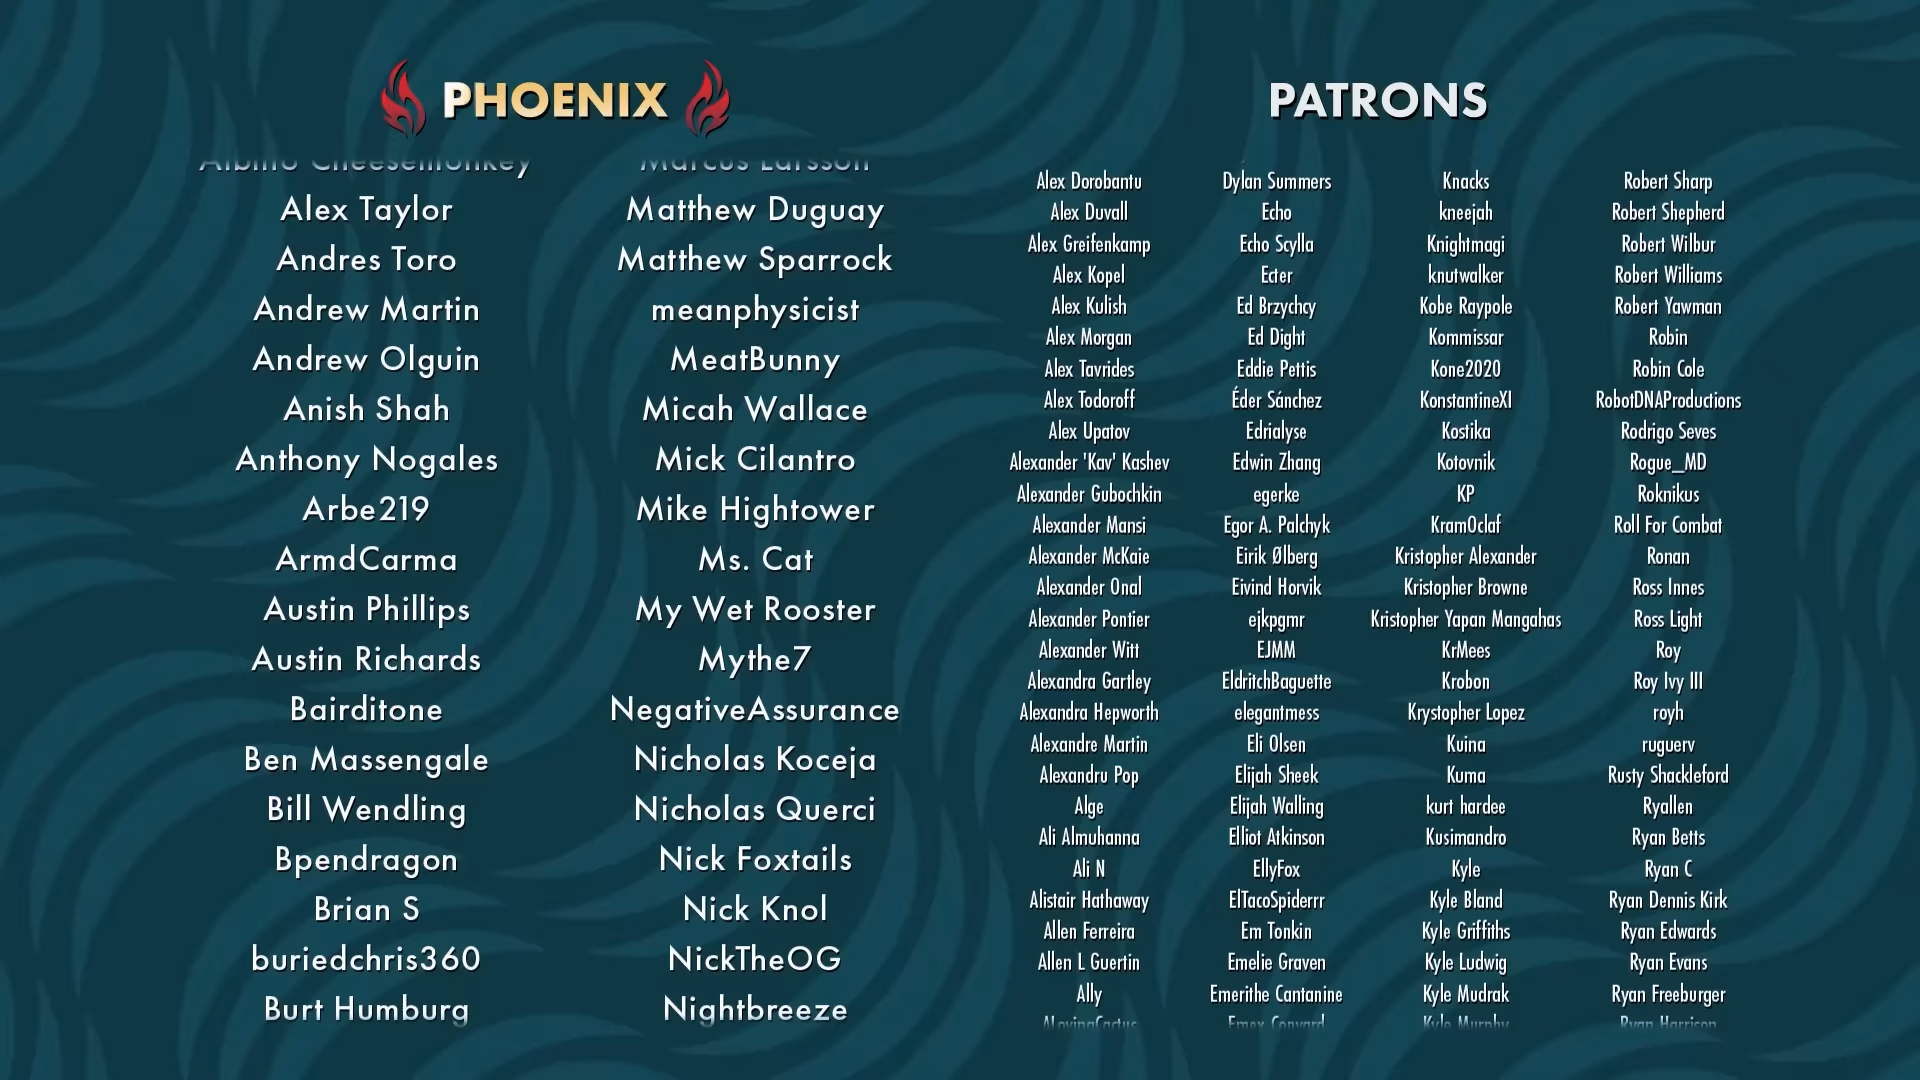 PHOENIX
Albino Cheesemonkey
Alex Taylor
Andres Toro
Andrew Martin
Andrew Olguin
Anish Shah
Anthony Nogales
Arbe219
ArmdCarma
Austin Phillips
Austin Richards
Bairditone
Ben Massengale
Bill Wendling
Bpendragon
Brian S
buriedchris360
Burt Humburg
Marcus Larsson
Matthew Duguay
Matthew Sparrock
meanphysicist
MeatBunny
Micah Wallace
Mick Cilantro
Mike Hightower
Ms. Cat
My Wet Rooster
Mythe7
NegativeAssurance
Nicholas Koceja
Nicholas Querci
Nick Foxtails
Nick Knol
NickTheOG
Nightbreeze
PATRONS
Alex Dorobantu
Alex Duvall
Alex Greifenkamp
Alex Kopel
Alex Kulish
Alex Morgan
Alex Tavrides
Alex Todoroff
Alex Upatov
Alexander 'Kav' Kashev
Alexander Gubochkin
Alexander Mansi
Alexander McKaie
Alexander Onal
Alexander Pontier
Alexander Witt
Alexandra Gartley
Alexandra Hepworth
Alexandre Martin
Alexandru Pop
Alge
Ali Almuhanna
Ali N
Alistair Hathaway
Allen Ferreira
Allen L Guertin
Ally
Dylan Summers
Echo
Echo Scylla
Ecter
Ed Brzychcy
Ed Dight
Eddie Pettis
Éder Sánchez
Edrialyse
Edwin Zhang
egerke
Egor A. Palchyk
Eirik Ølberg
Eivind Horvik
ejkpgmr
EJMM
EldritchBaguette
elegantmess
Eli Olsen
Elijah Sheek
Elijah Walling
Elliot Atkinson
EllyFox
ElTacoSpiderrr
Em Tonkin
Emelie Graven
Emerithe Cantanine
Knacks
kneejah
Knightmagi
knutwalker
Kobe Raypole
Kommissar
Kone2020
KonstantineXI
Kostika
Kotovnik
KP
KramOclaf
Kristopher Alexander
Kristopher Browne
Kristopher Yapan Mangahas
KrMees
Krobon
Krystopher Lopez
Kuina
Kuma
kurt hardee
Kusimandro
Kyle
Kyle Bland
Kyle Griffiths
Kyle Ludwig
Kyle Mudrak
Kyle Murphy
Robert Sharp
Robert Shepherd
Robert Wilbur
Robert Williams
Robert Yawman
Robin
Robin Cole
RobotDNAProductions
Rodrigo Seves
Rogue_MD
Roknikus
Roll For Combat
Ronan
Ross Innes
Ross Light
Roy
Roy Ivy III
royh
ruguerv
Rusty Shackleford
Ryallen
Ryan Betts
Ryan C
Ryan Dennis Kirk
Ryan Edwards
Ryan Evans
Ryan Freeburger
Ryan Harrison